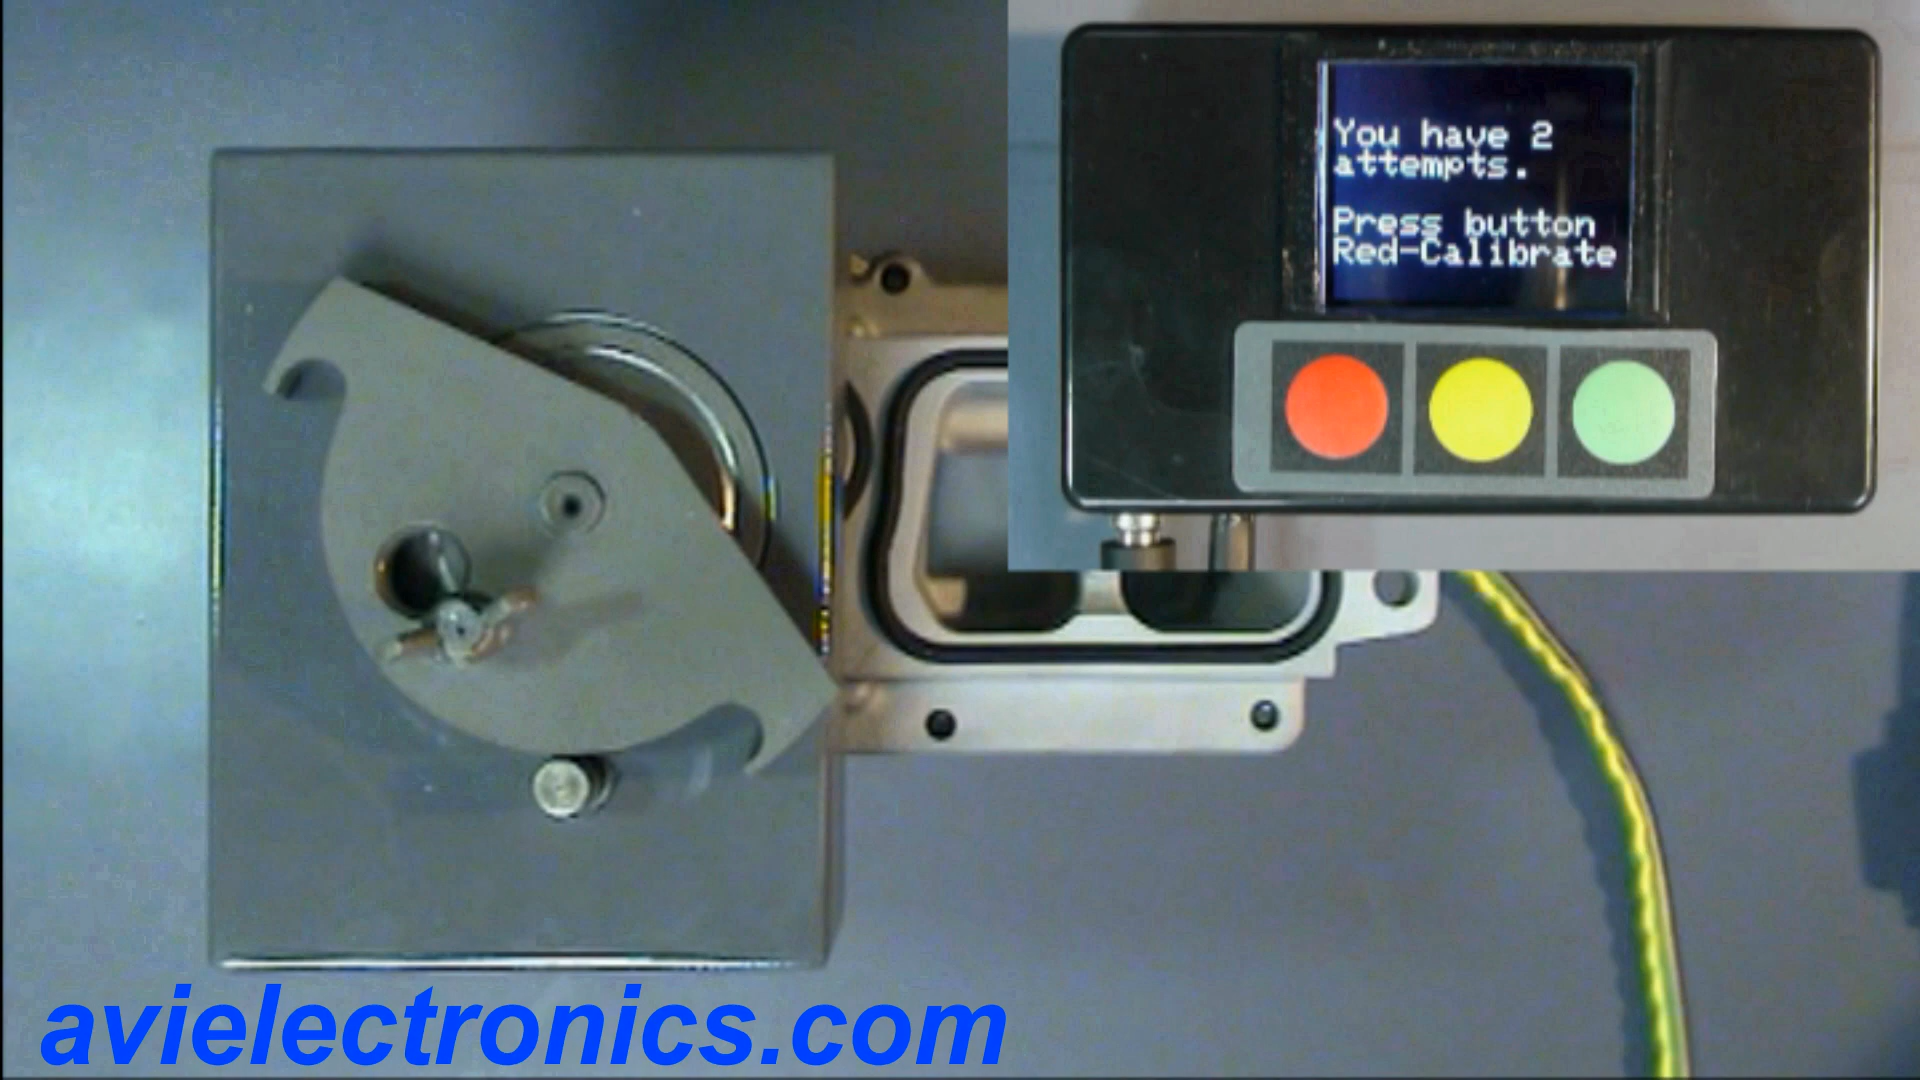 You have 2
attempts.
Press button
Red-Calibrate
avielectronics.com